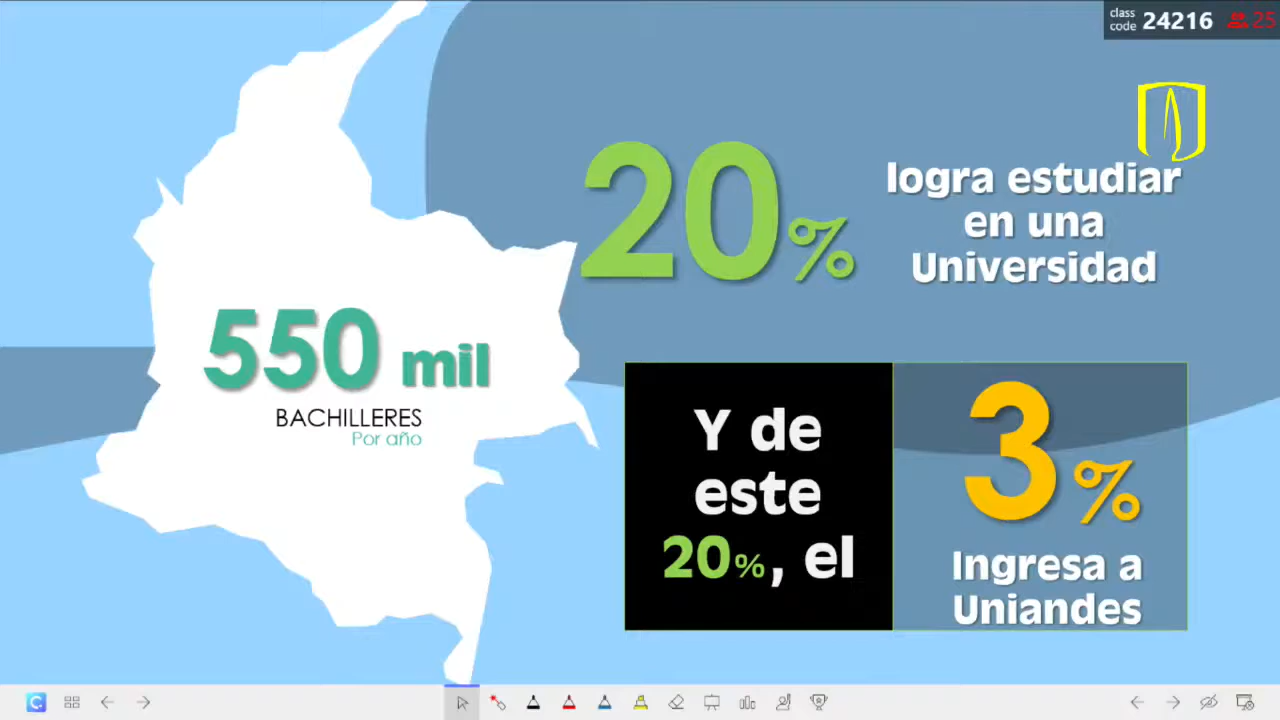 class
code 24216 25
20%
logra estudiar
en una
Universidad
550 mil
BACHILLERES
Por año
Y de
este
20%, el
3%
Ingresa a
Uniandes